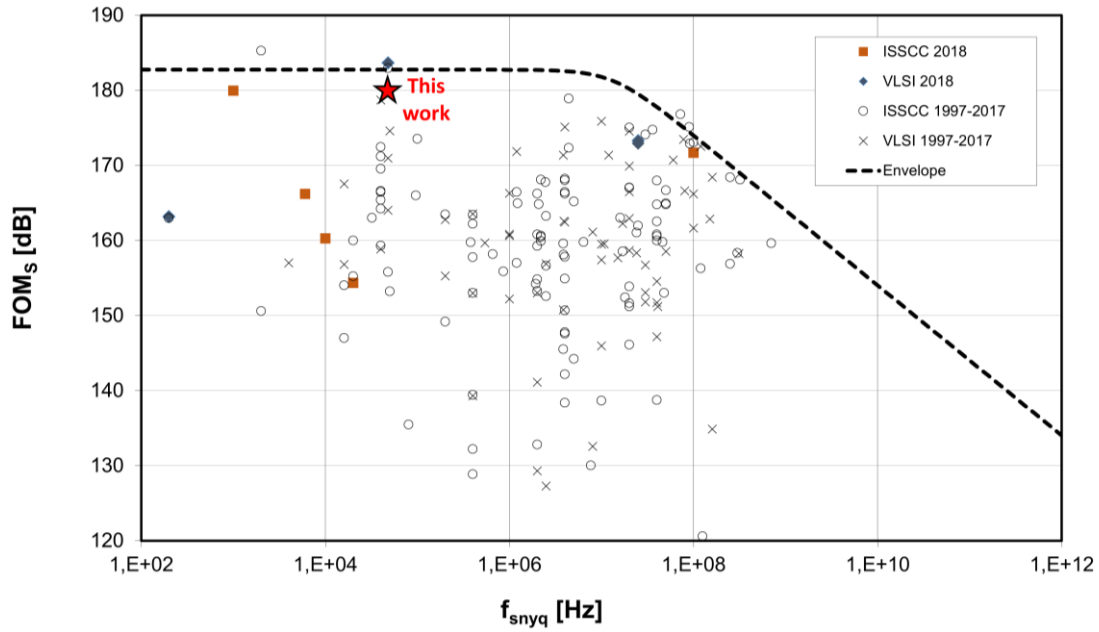 190
180
170
160
150
140
130
120
FOMS [dB]
1,E+02
1,E+04
1,E+06
1,E+08
1,E+10
1,E+12
fsnyq [Hz]
This
work
ISSCC 2018
VLSI 2018
ISSCC 1997-2017
VLSI 1997-2017
Envelope